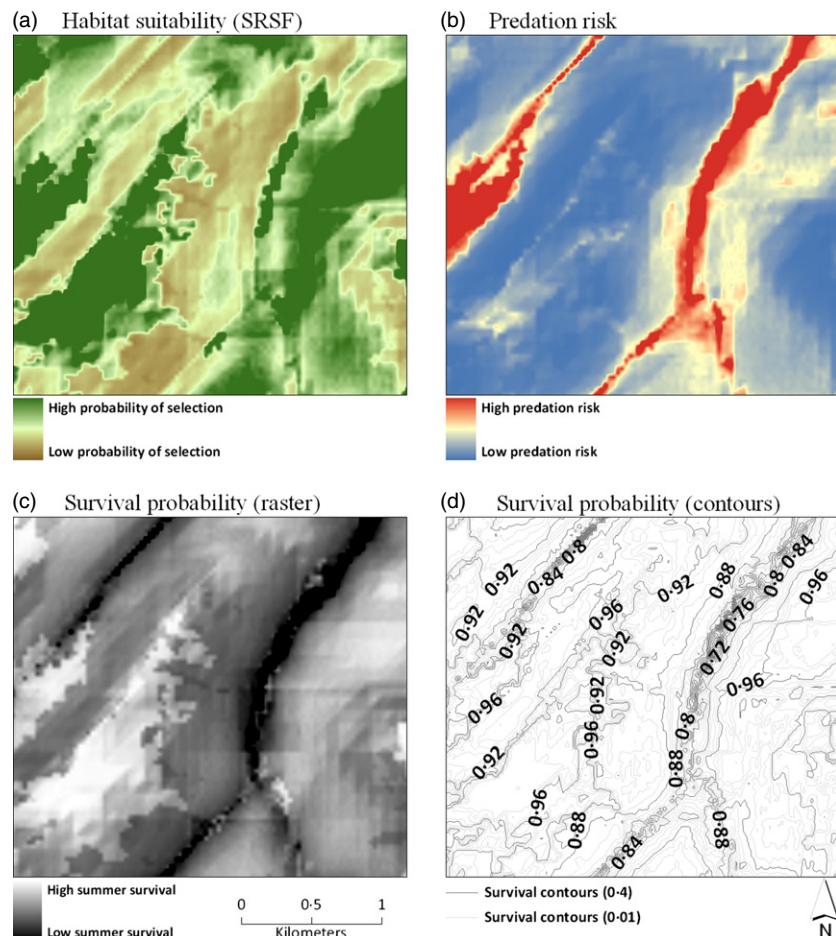 (a) Habitat suitability (SRSF)
(b) Predation risk
High probability of selection
Low probability of selection
High predation risk
Low predation risk
(c) Survival probability (raster)
(d) Survival probability (contours)
0·8
0·84
0·92
0·92
0·92
0·96
0·92
0·96
0·92
0·92
0·96
0·96
0·88
0·92
0·88
0·84
0·8
0·96
0·76
0·72
0·96
0·8
0·88
0·88
0·84
High summer survival
Low summer survival
0 0·5 1
Kilometers
Survival contours (0·4)
Survival contours (0·01)
N